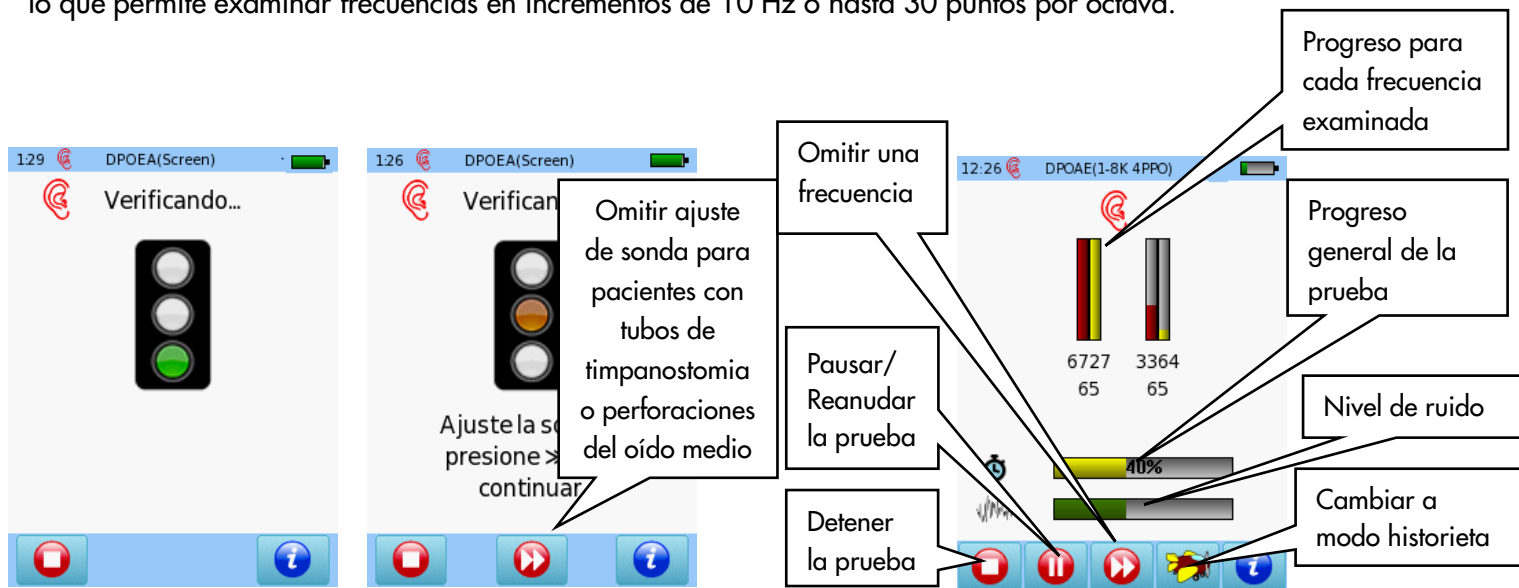 lo que permite examinar frecuencias en incrementos de 10 Hz o hasta 30 puntos por octava.
1:29 DPOEA(Screen)
Verificando...
1:26 DPOEA(Screen)
Verifican
Ajuste la so
presione >
continuar
Omitir ajuste
de sonda para
pacientes con
tubos de
timpanostomia
o perforaciones
del oído medio
Omitir una
frecuencia
Pausar/
Reanudar
la prueba
Detener
la prueba
12:26 DPOAE(1-8K 4PPO)
6727 3364
65 65
40%
Progreso para
cada frecuencia
examinada
Progreso
general de la
prueba
Nivel de ruido
Cambiar a
modo historieta